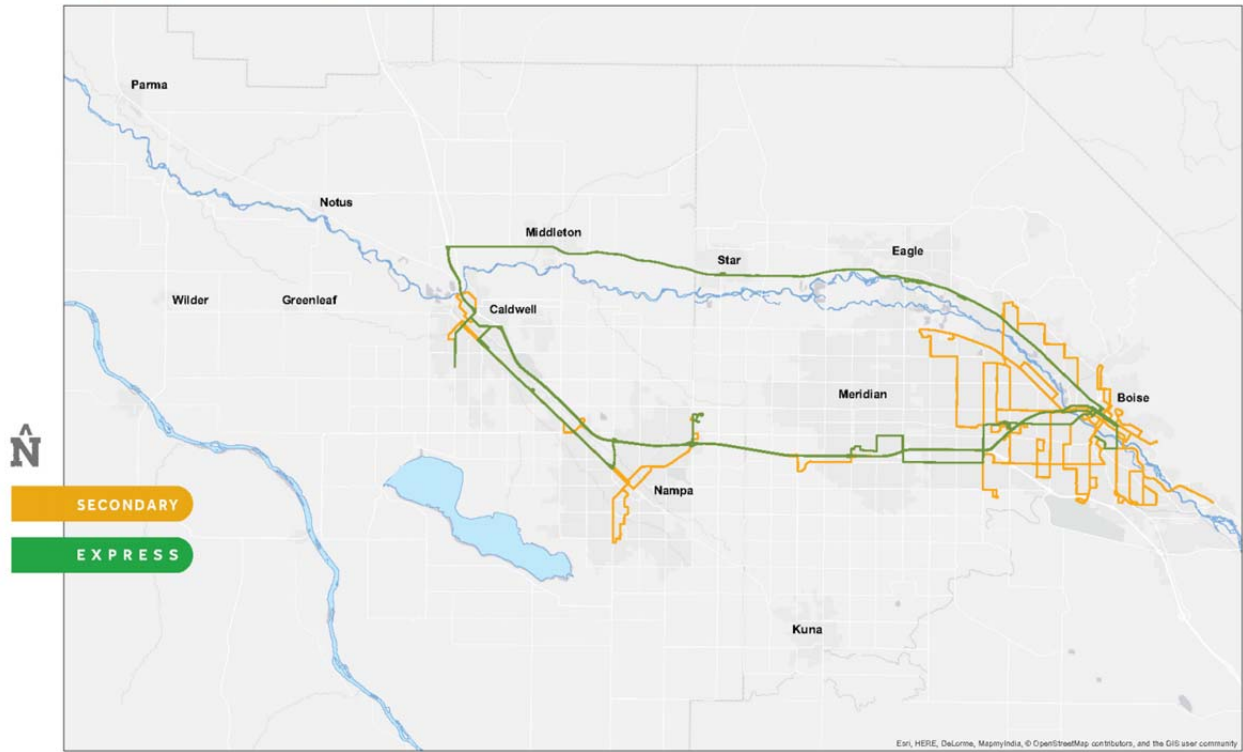 Parma
Notus
Middleton
Star
Eagle
Wilder
Greenleaf
Caldwell
Meridian
Boise
N
Nampa
SECONDARY
EXPRESS
Kuna
Esri, HERE, DeLorme, MapmyIndia, © OpenStreetMap contributors, and the GIS user community